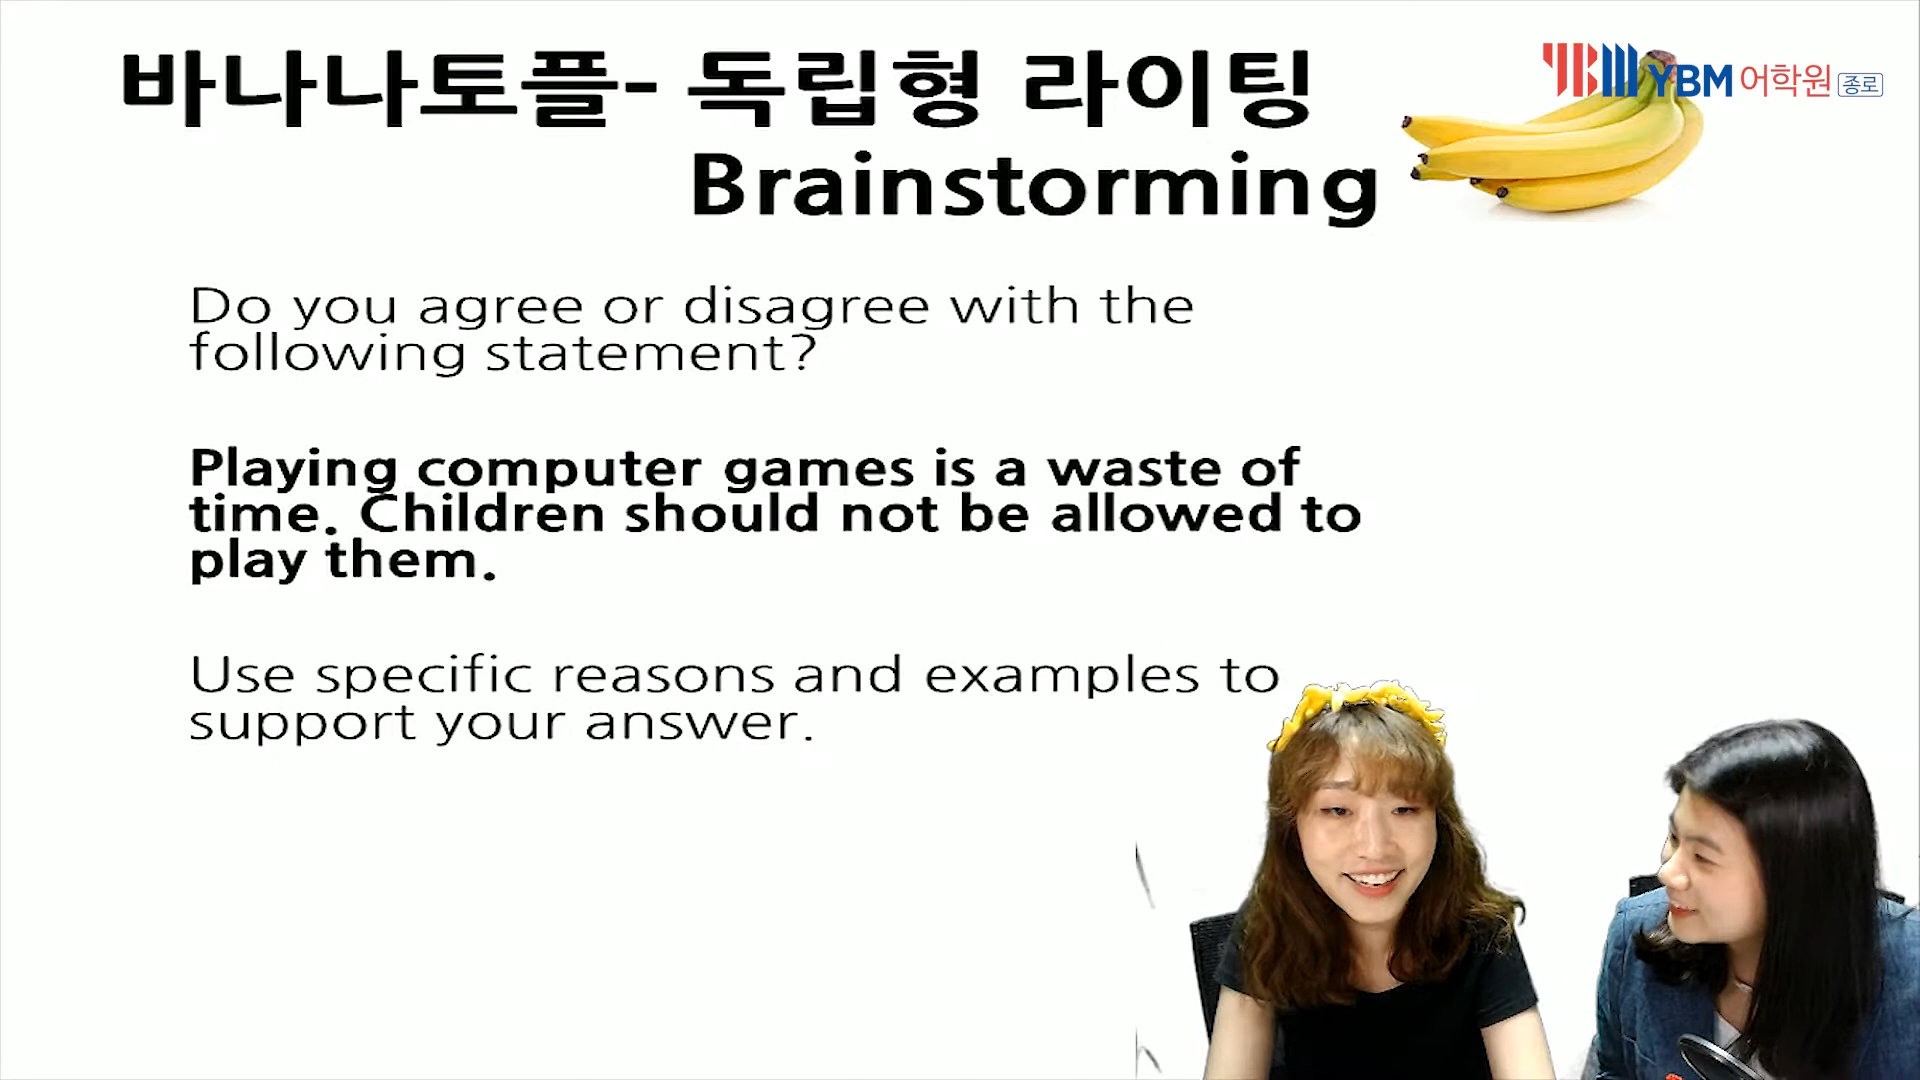 바나나토플- 독립형 라이팅
Brainstorming
YBM 어학원 종로
Do you agree or disagree with the
following statement?
Playing computer games is a waste of
time. Children should not be allowed to
play them.
Use specific reasons and examples to
support your answer.